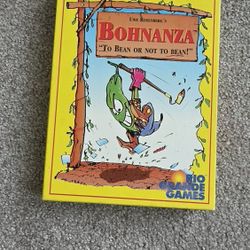 Uwe Rosenberg's
BOHNANZA
"To Bean or not to bean!"
RIO
GRANDE
GAMES